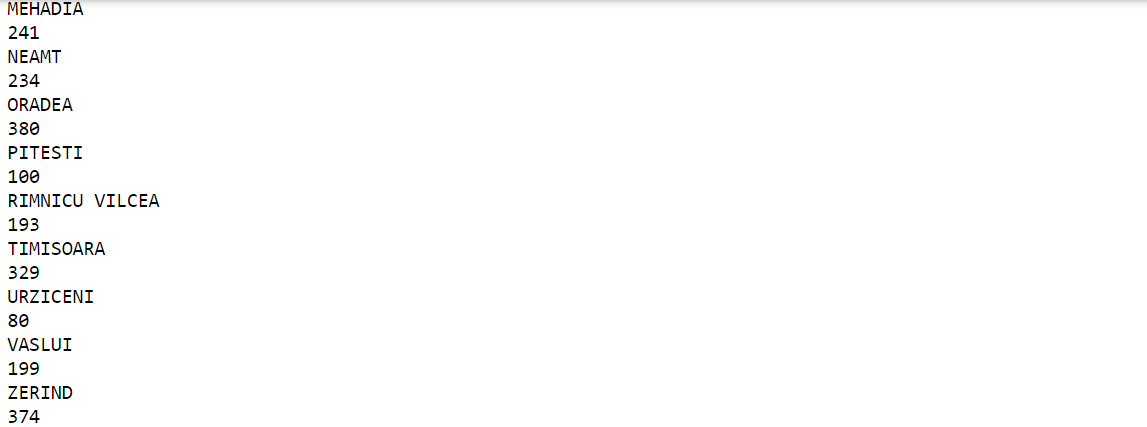 MEHADIA
241
NEAMT
234
ORADEA
380
PITESTI
100
RIMNICU VILCEA
193
TIMISOARA
329
URZICENI
80
VASLUI
199
ZERIND
374